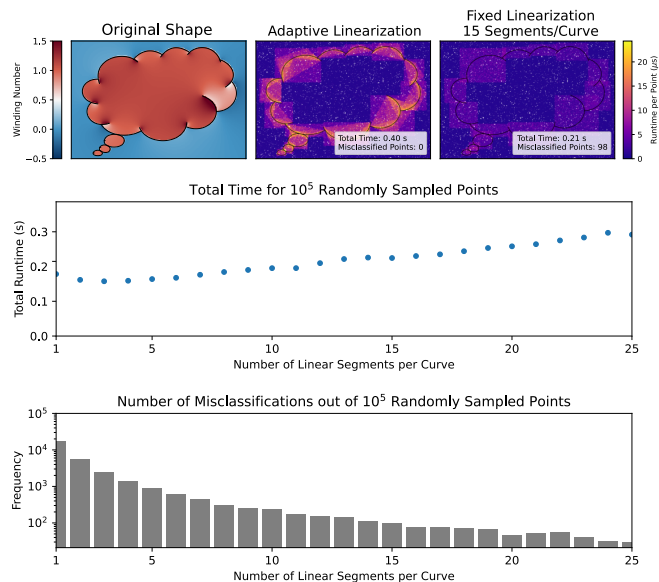 Original Shape
Adaptive Linearization
Fixed Linearization
15 Segments/Curve
1.5
1.0
0.5
0.0
−0.5
Winding Number
Total Time: 0.40 s
Misclassified Points: 0
Total Time: 0.21 s
Misclassified Points: 98
20
15
10
5
0
Runtime per Point (μs)
Total Time for 10⁵ Randomly Sampled Points
0.3
0.2
0.1
0.0
Total Runtime (s)
1 5 10 15 20 25
Number of Linear Segments per Curve
Number of Misclassifications out of 10⁵ Randomly Sampled Points
10⁵
10⁴
10³
10²
Frequency
1 5 10 15 20 25
Number of Linear Segments per Curve